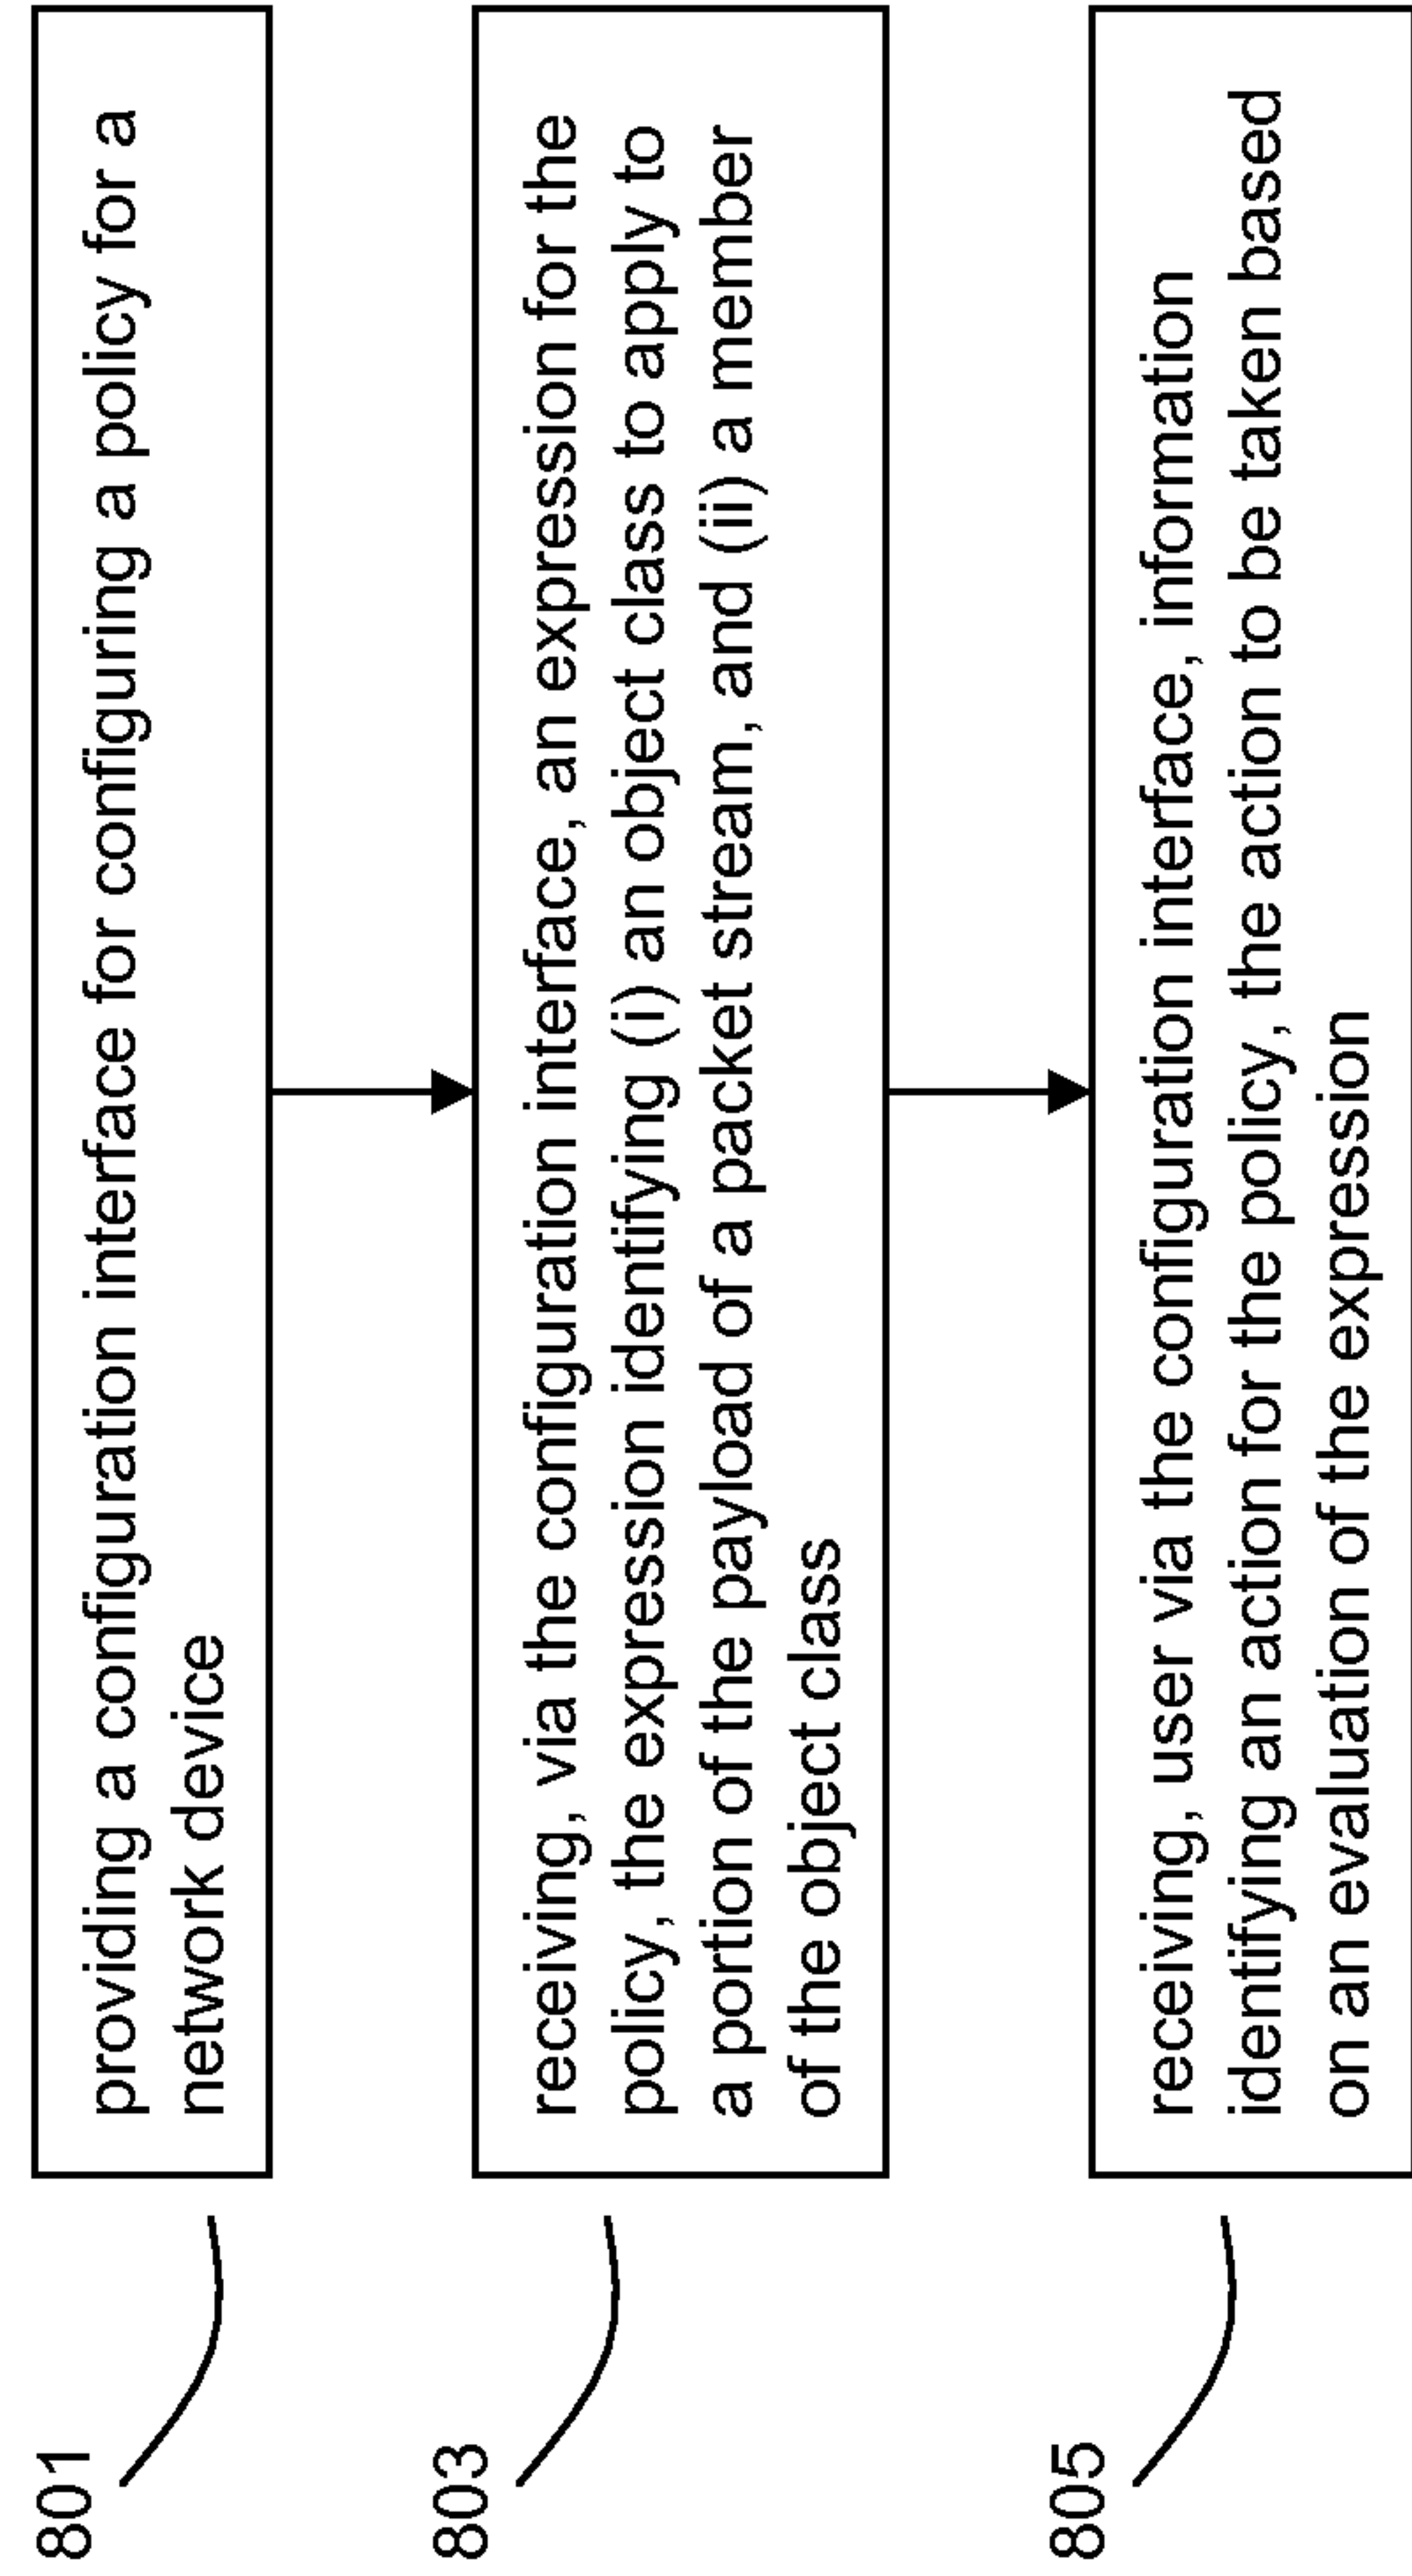 801
providing a configuration interface for configuring a policy for a
network device
803
receiving, via the configuration interface, an expression for the
policy, the expression identifying (i) an object class to apply to
a portion of the payload of a packet stream, and (ii) a member
of the object class
805
receiving, user via the configuration interface, information
identifying an action for the policy, the action to be taken based
on an evaluation of the expression